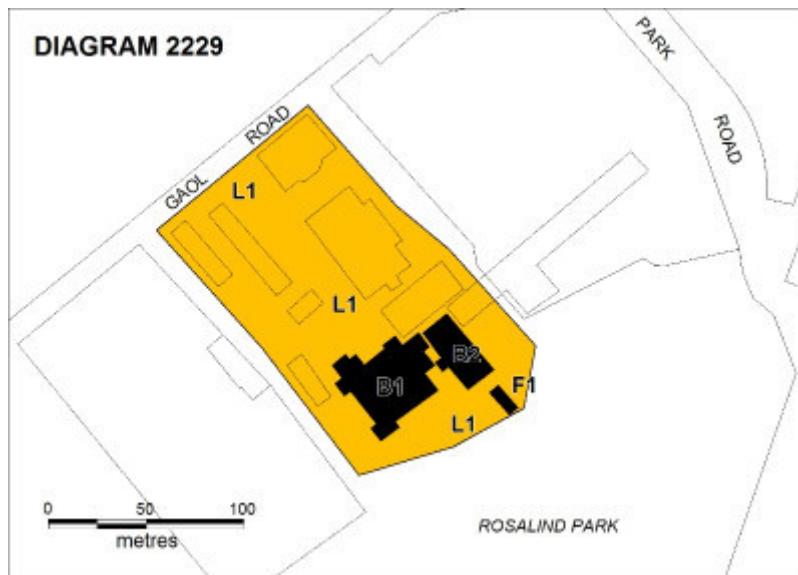 DIAGRAM 2229
PARK
ROAD
GAOL ROAD
L1
L1
B1
B2
F1
L1
0 50 100
metres
ROSALIND PARK